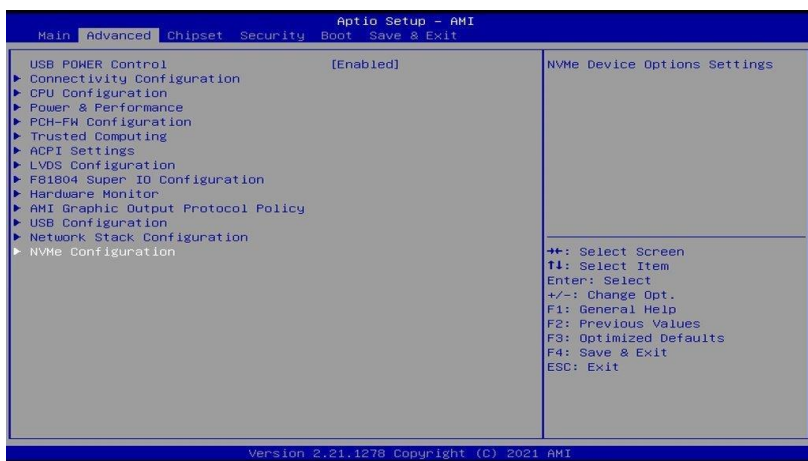 Aptio Setup – AMI
Main Advanced Chipset Security Boot Save & Exit
USB POWER Control [Enabled]
Connectivity Configuration
CPU Configuration
Power & Performance
PCH-FW Configuration
Trusted Computing
ACPI Settings
LVDS Configuration
F81804 Super IO Configuration
Hardware Monitor
AMI Graphic Output Protocol Policy
USB Configuration
Network Stack Configuration
NVMe Configuration
NVMe Device Options Settings
→←: Select Screen
↑↓: Select Item
Enter: Select
+/-: Change Opt.
F1: General Help
F2: Previous Values
F3: Optimized Defaults
F4: Save & Exit
ESC: Exit
Version 2.21.1278 Copyright (C) 2021 AMI